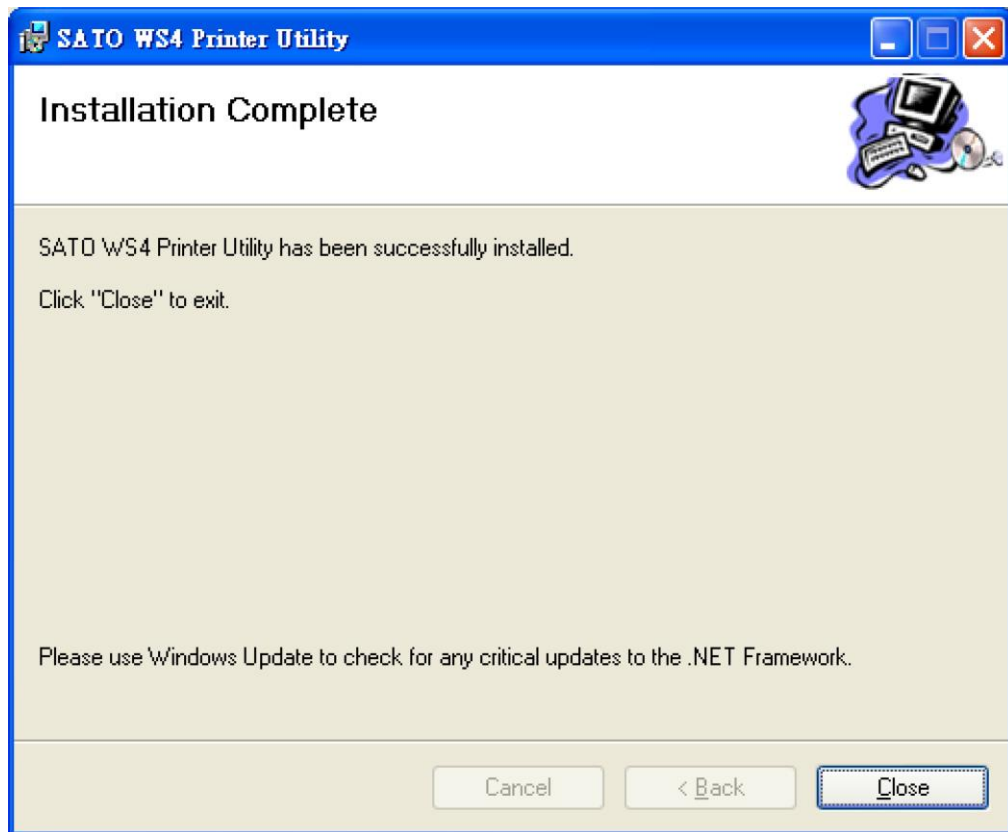 SATO WS4 Printer Utility
Installation Complete
SATO WS4 Printer Utility has been successfully installed.
Click "Close" to exit.
Please use Windows Update to check for any critical updates to the .NET Framework.
Cancel
< Back
Close